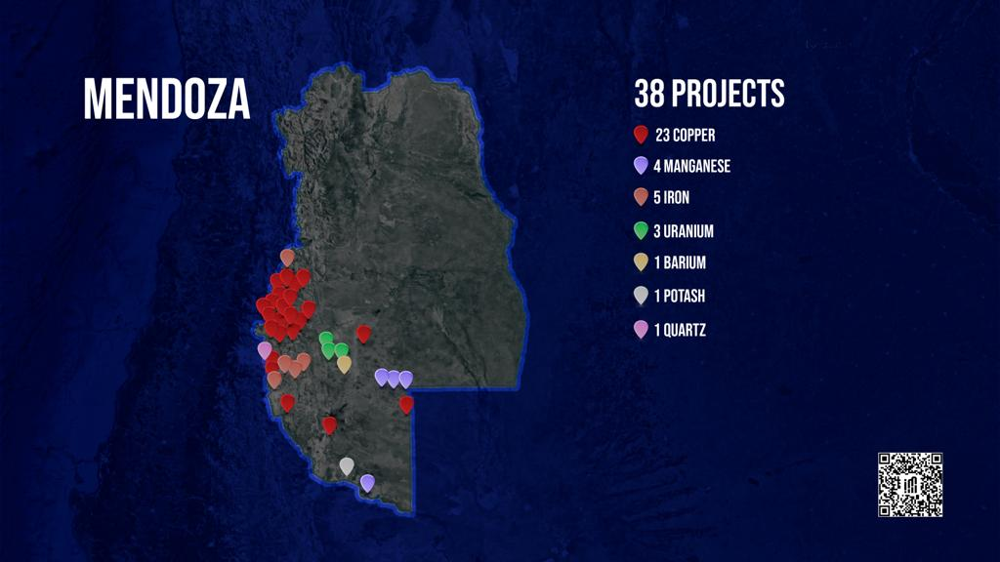 MENDOZA
38 PROJECTS
23 COPPER
4 MANGANESE
5 IRON
3 URANIUM
1 BARIUM
1 POTASH
1 QUARTZ